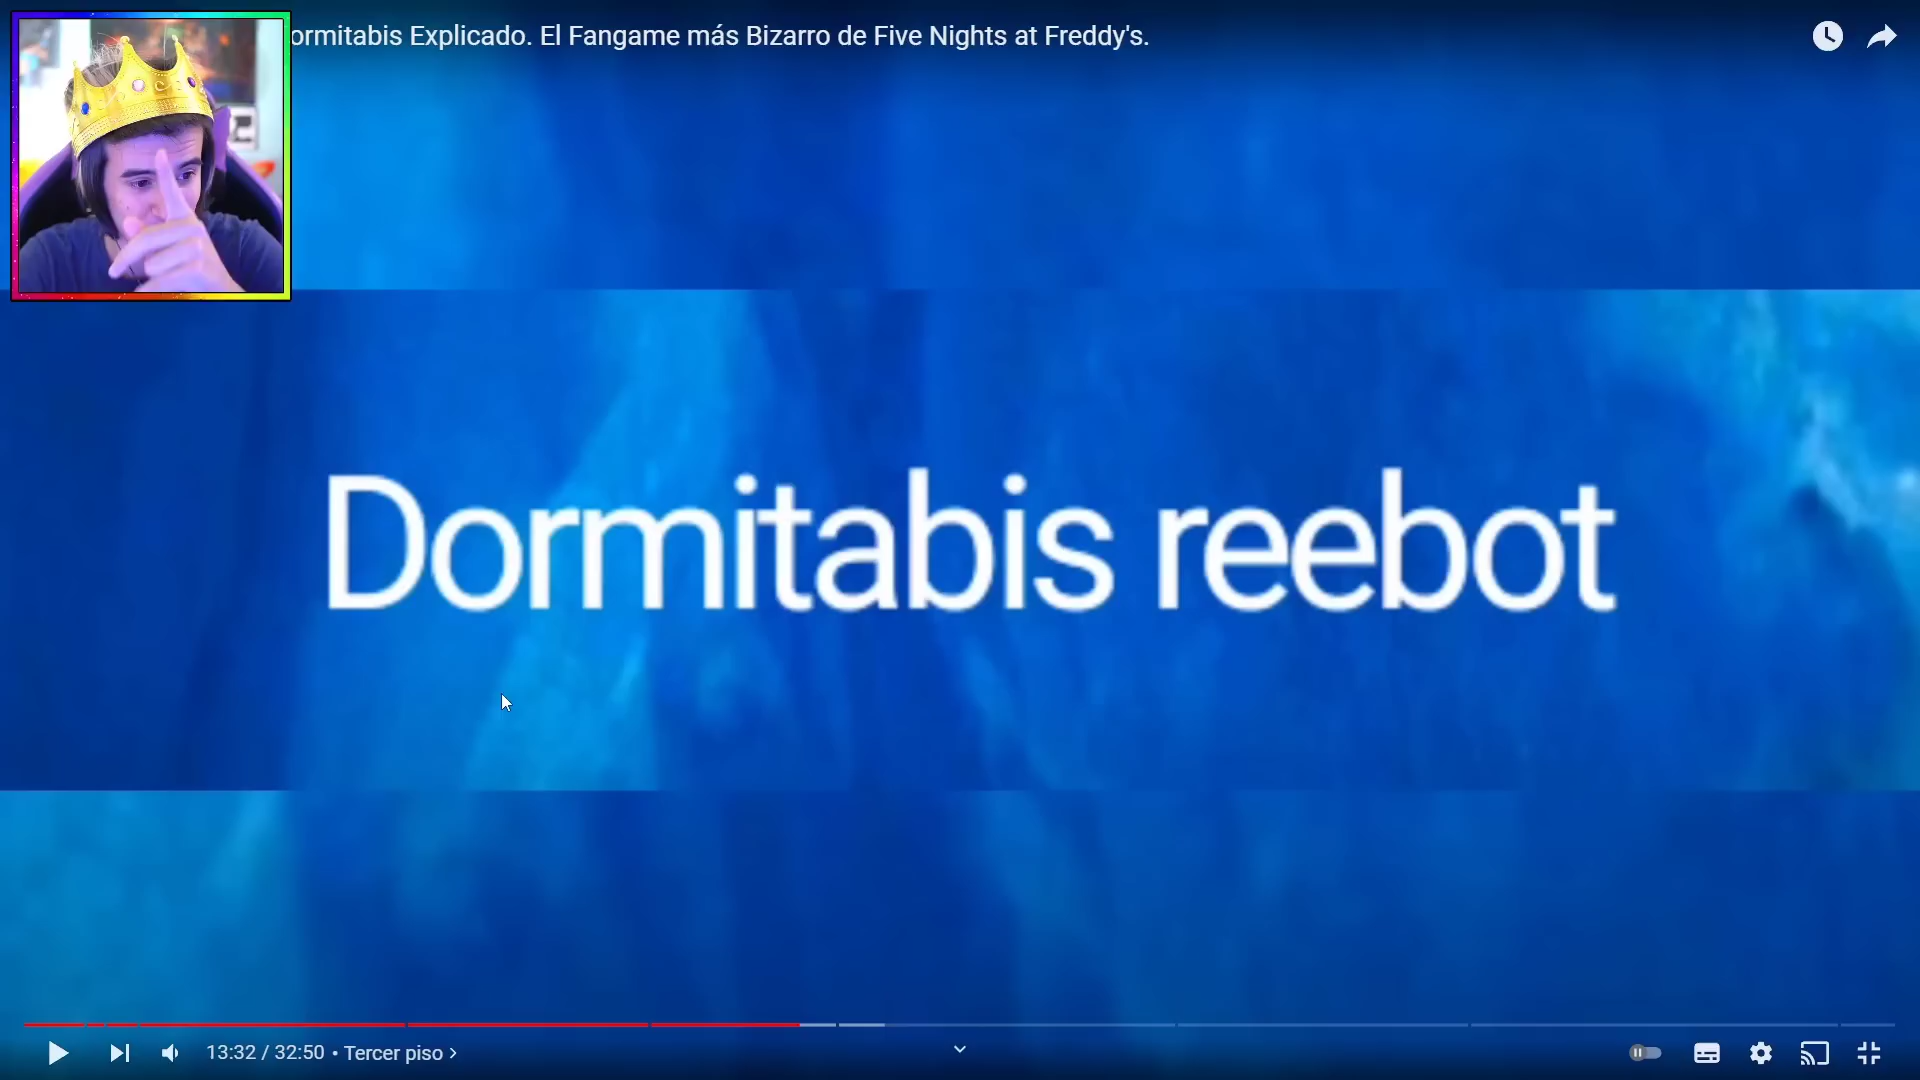 ormitabis Explicado. El Fangame más Bizarro de Five Nights at Freddy's.
Dormitabis reebot
13:32 / 32:50 • Tercer piso ›